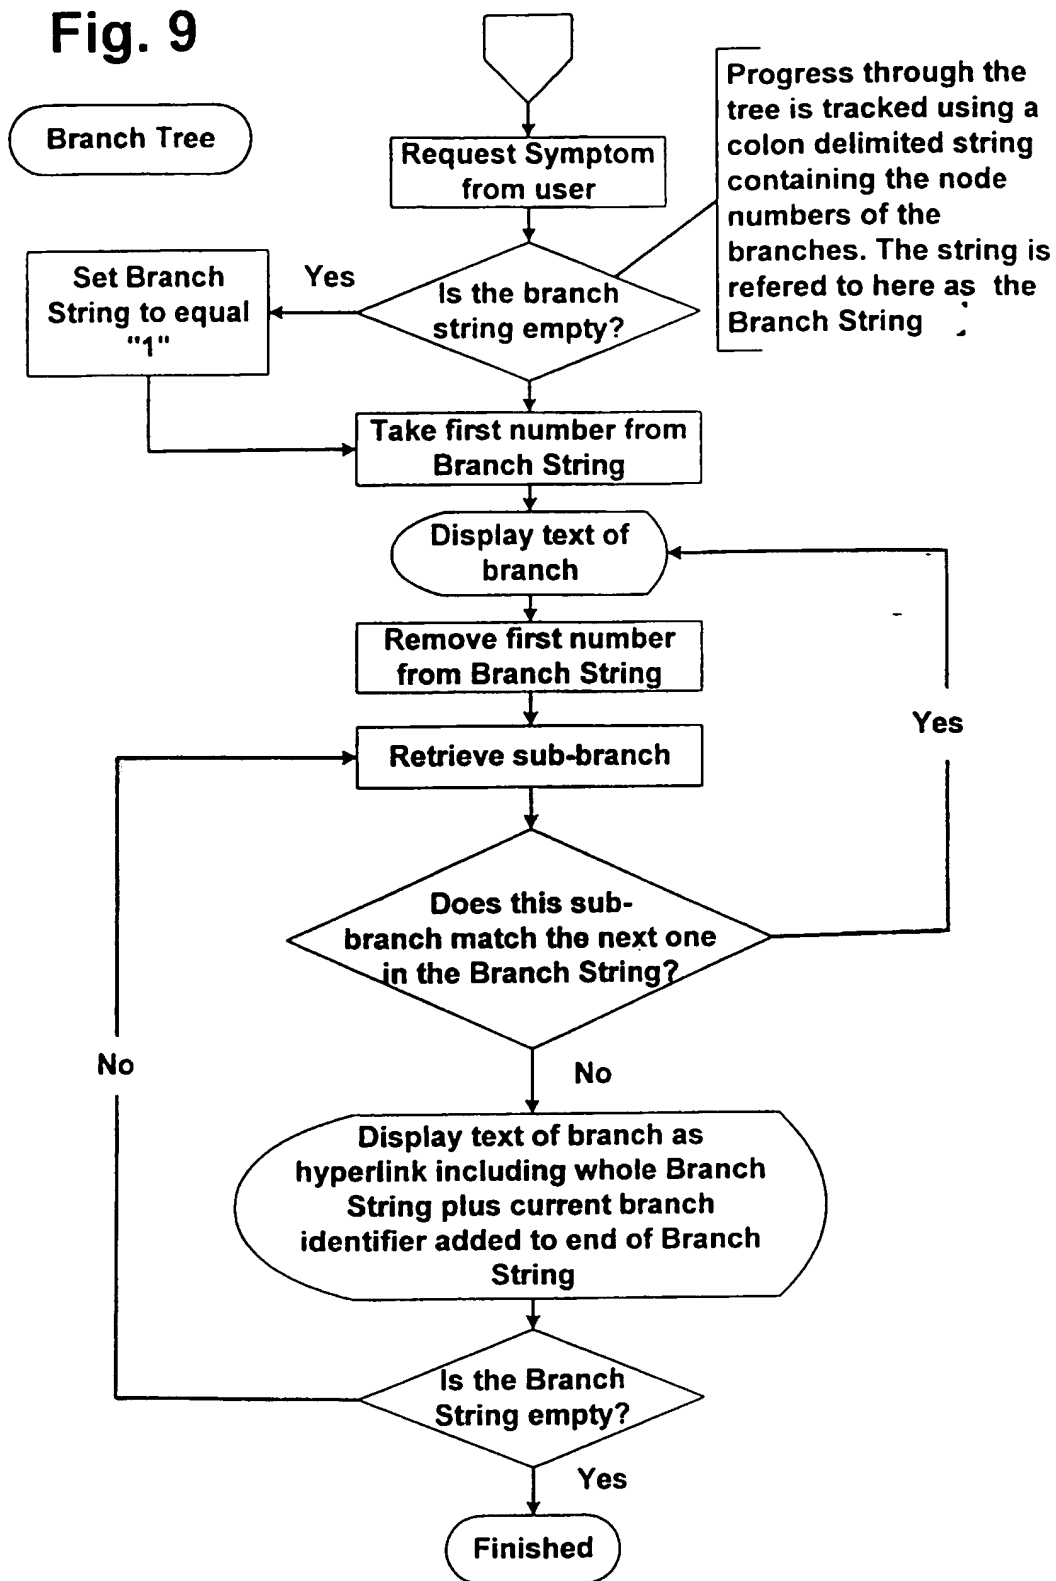 Fig. 9
Branch Tree
Request Symptom
from user
Progress through the
tree is tracked using a
colon delimited string
containing the node
numbers of the
branches. The string is
refered to here as the
Branch String
Is the branch
string empty?
Yes
Set Branch
String to equal
"1"
Take first number from
Branch String
Display text of
branch
Remove first number
from Branch String
Retrieve sub-branch
Yes
Does this sub-
branch match the next one
in the Branch String?
No
No
Display text of branch as
hyperlink including whole Branch
String plus current branch
identifier added to end of Branch
String
Is the Branch
String empty?
Yes
Finished